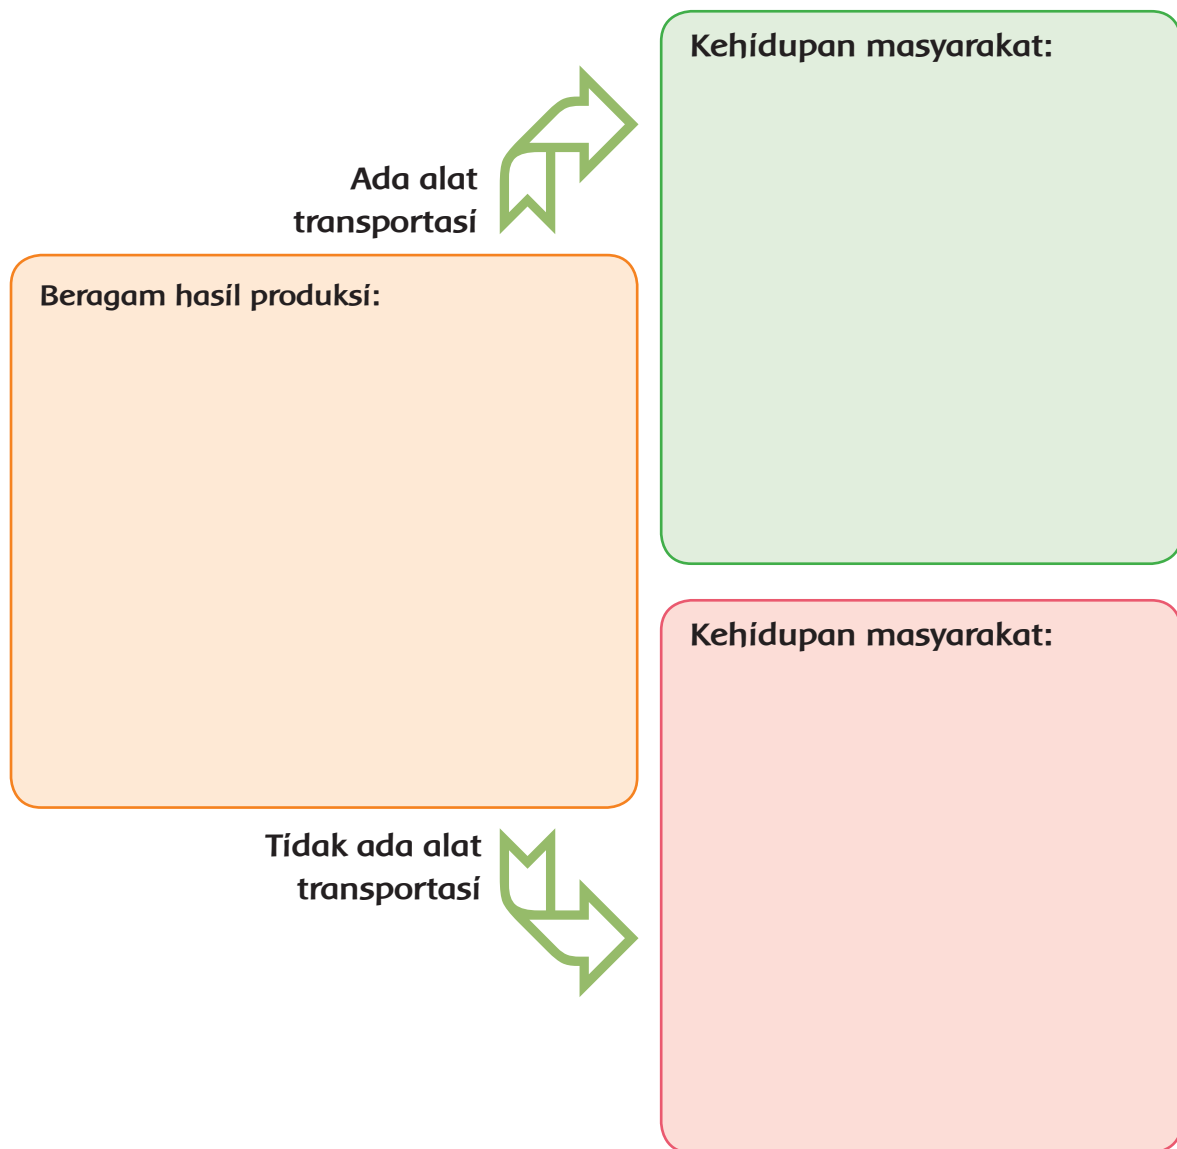 Kehidupan masyarakat:
Ada alat
transportasi
Beragam hasil produksi:
Kehidupan masyarakat:
Tidak ada alat
transportasi